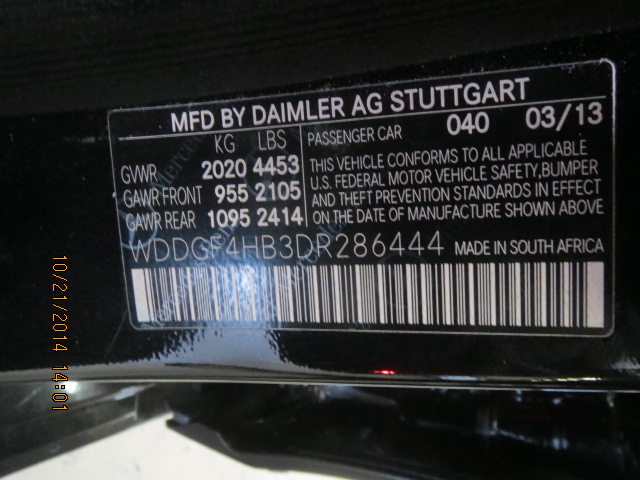 MFD BY DAIMLER AG STUTTGART
KG LBS
GVWR 2020 4453
GAWR FRONT 955 2105
GAWR REAR 1095 2414
PASSENGER CAR 040 03/13
THIS VEHICLE CONFORMS TO ALL APPLICABLE
U.S. FEDERAL MOTOR VEHICLE SAFETY, BUMPER
AND THEFT PREVENTION STANDARDS IN EFFECT
ON THE DATE OF MANUFACTURE SHOWN ABOVE
WDDGF4HB3DR286444 MADE IN SOUTH AFRICA
10/21/2014 14:01